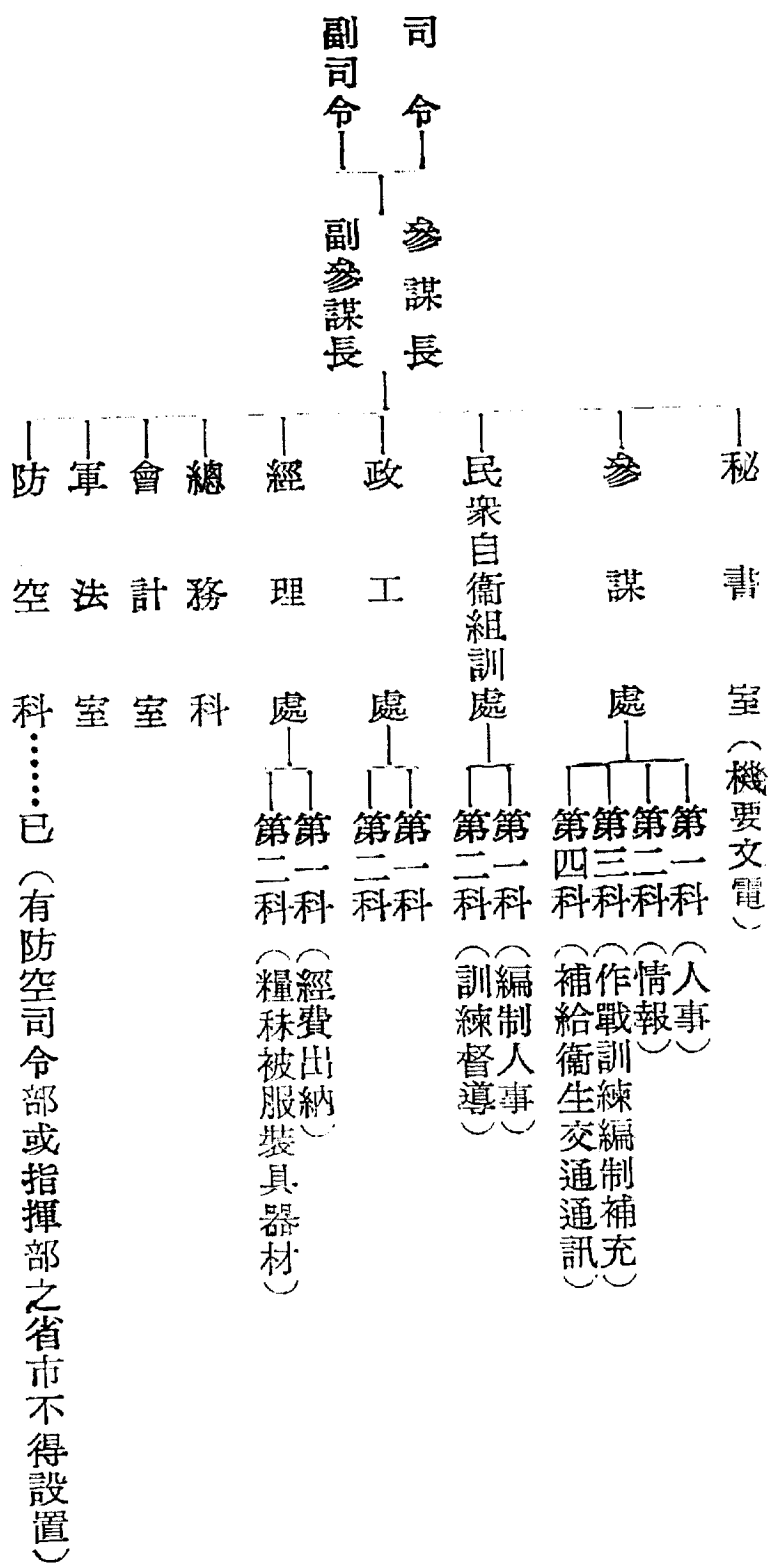 司令
副司令
參謀長
副參謀長
秘書室（機要文電）
參謀處
第一科（人事）
第二科（情報）
第三科（作戰訓練編制補充）
第四科（補給衞生交通通訊）
民衆自衞組訓處
第一科（編制人事）
第二科（訓練督導）
政工處
第一科
第二科
經理處
第一科（經費出納）
第二科（糧秣被服裝具器材）
總務科
會計室
軍法室
防空科……已（有防空司令部或指揮部之省市不得設置）